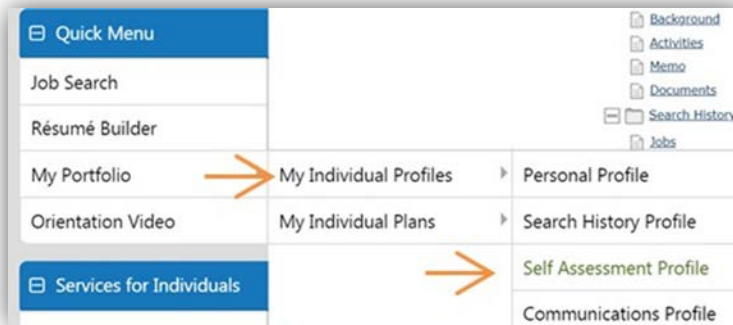 Quick Menu
Job Search
Résumé Builder
My Portfolio
Orientation Video
Services for Individuals
My Individual Profiles
My Individual Plans
Personal Profile
Search History Profile
Self Assessment Profile
Communications Profile
Background
Activities
Memo
Documents
Search History
Jobs